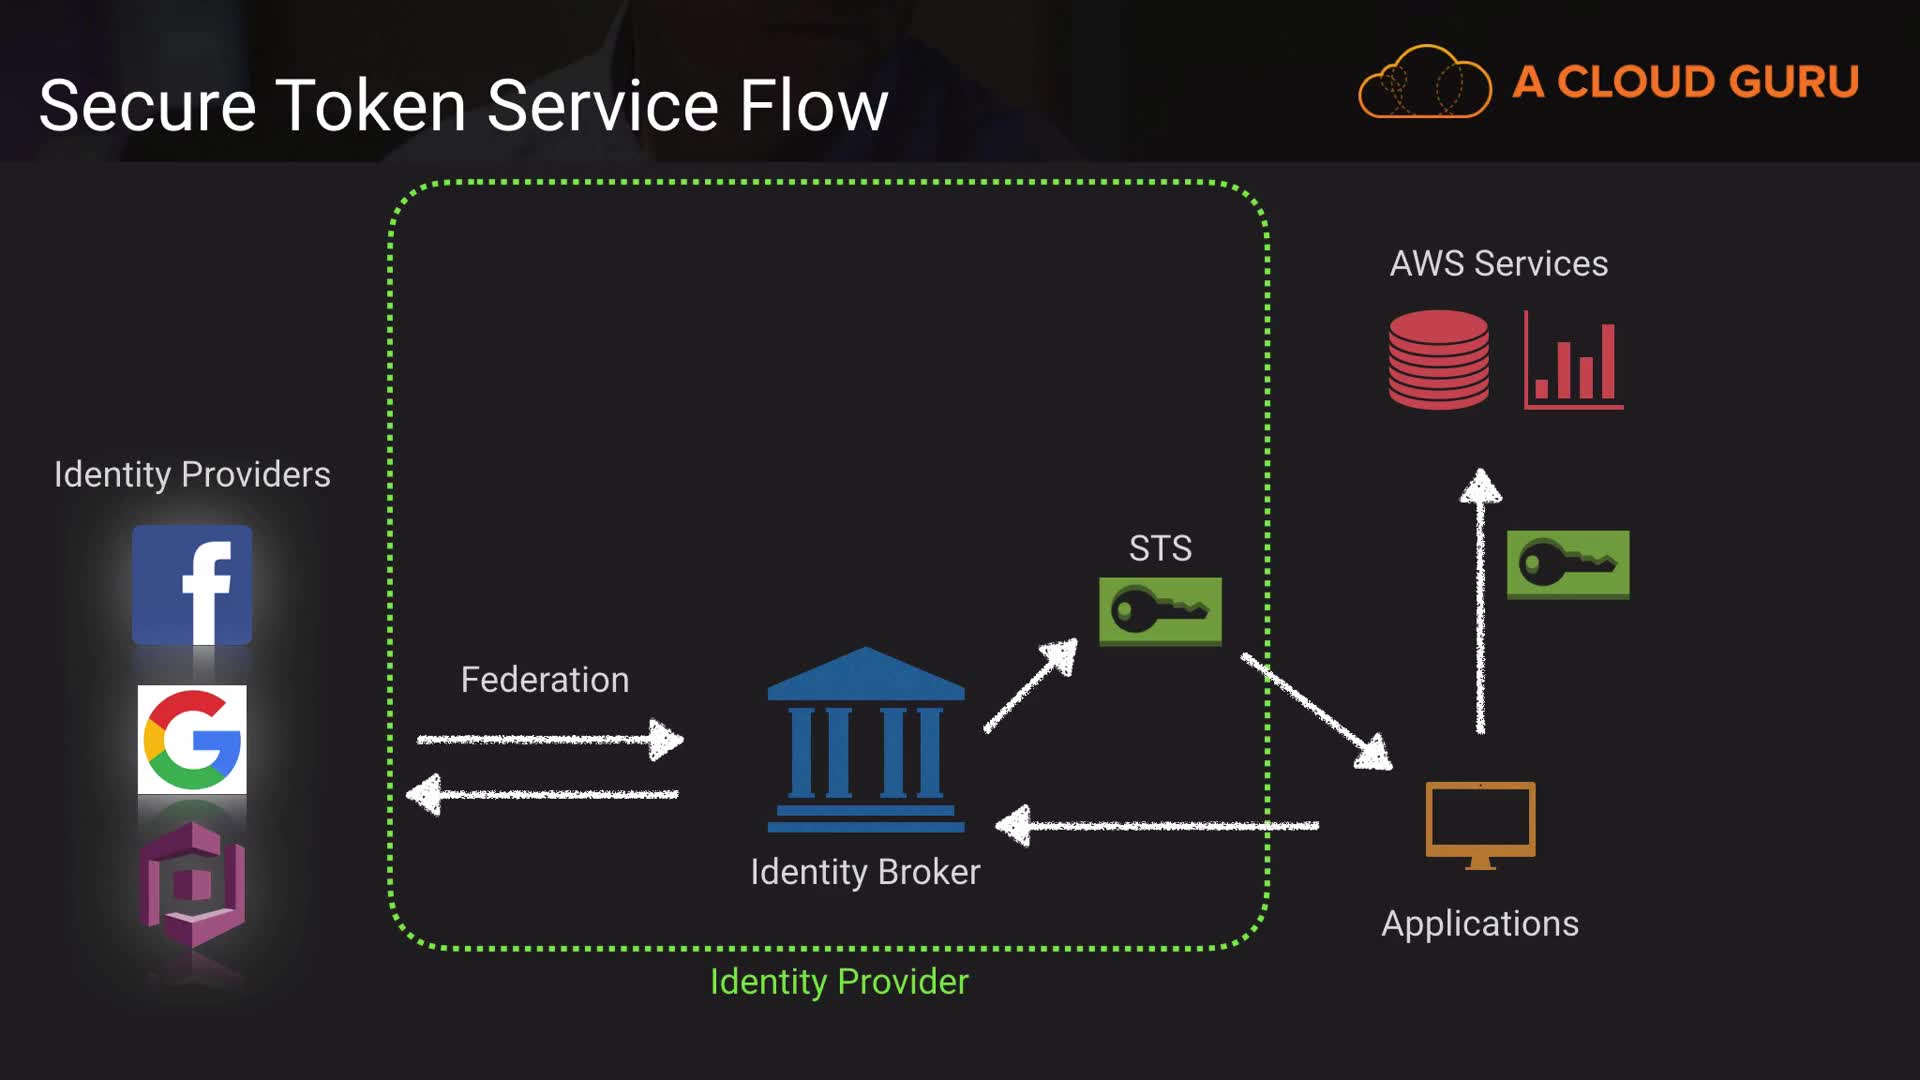 Secure Token Service Flow
A CLOUD GURU
AWS Services
Identity Providers
STS
Federation
Identity Broker
Applications
Identity Provider